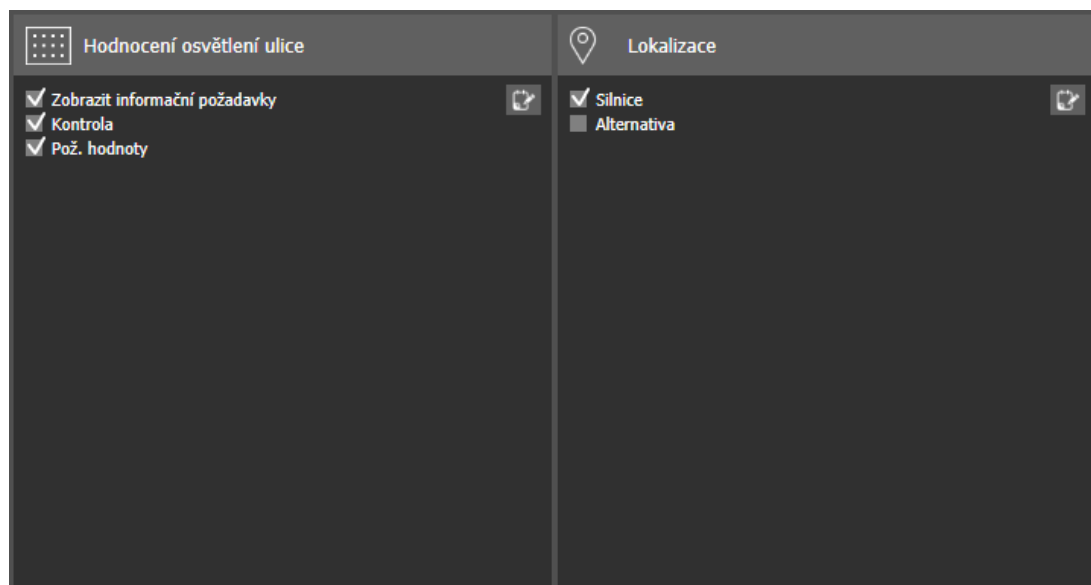 Hodnocení osvětlení ulice
Zobrazit informační požadavky
Kontrola
Pož. hodnoty
Lokalizace
Silnice
Alternativa